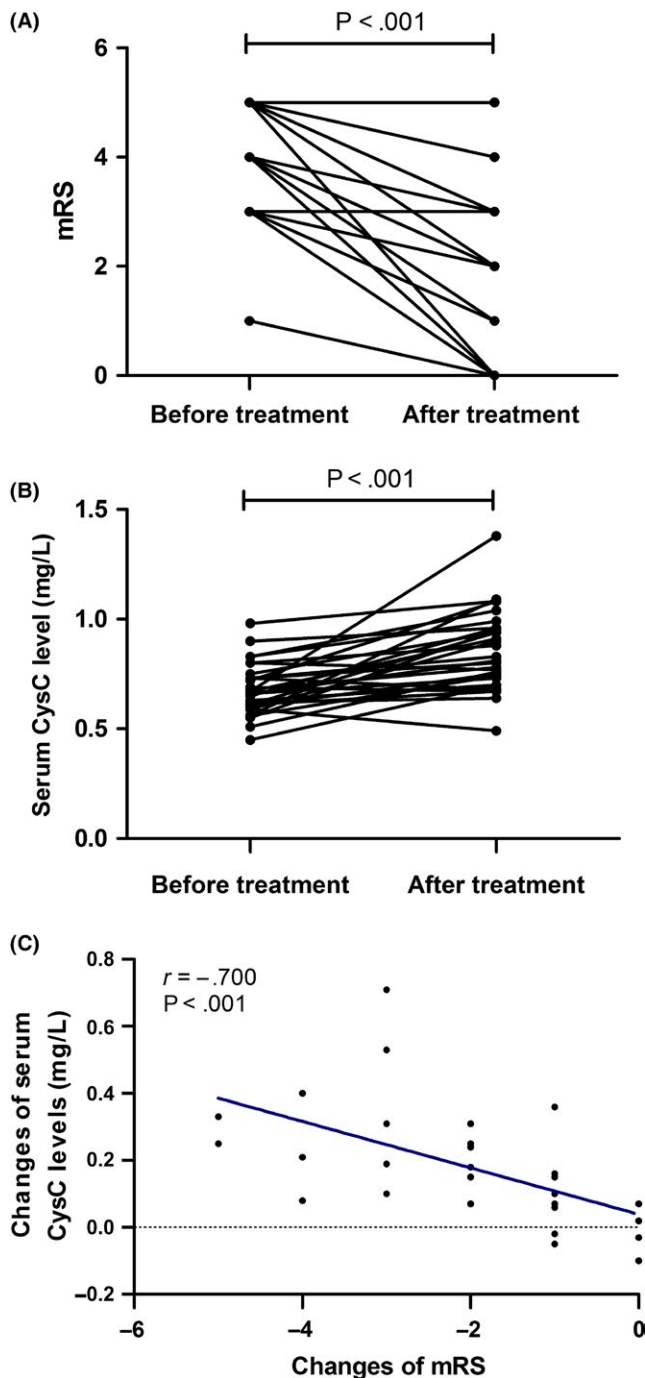 (A)
P < .001
6
4
2
0
mRS
Before treatment After treatment
(B)
P < .001
1.5
1.0
0.5
0.0
Serum CysC level (mg/L)
Before treatment After treatment
(C)
r = –.700
P < .001
0.8
0.6
0.4
0.2
0.0
–0.2
Changes of serum
CysC levels (mg/L)
–6 –4 –2 0
Changes of mRS